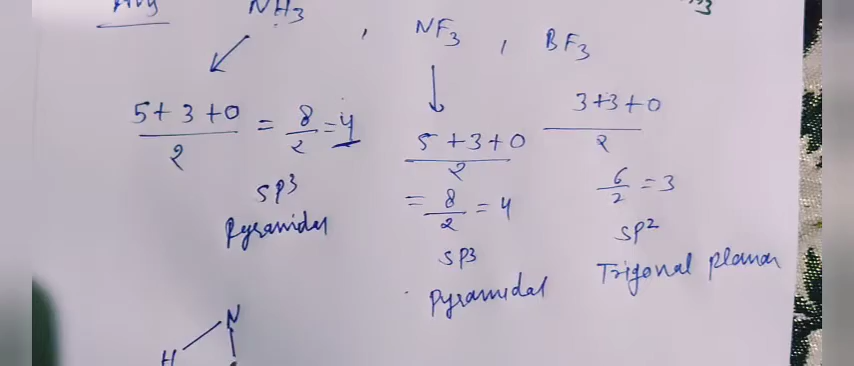 NH3 , NF3 , BF3
5+3+0/2 = 8/2 = 4
sp3
Pyramidal
5+3+0/2
= 8/2 = 4
sp3
Pyramidal
3+3+0/2
6/2 = 3
sp2
Trigonal planar
N
H